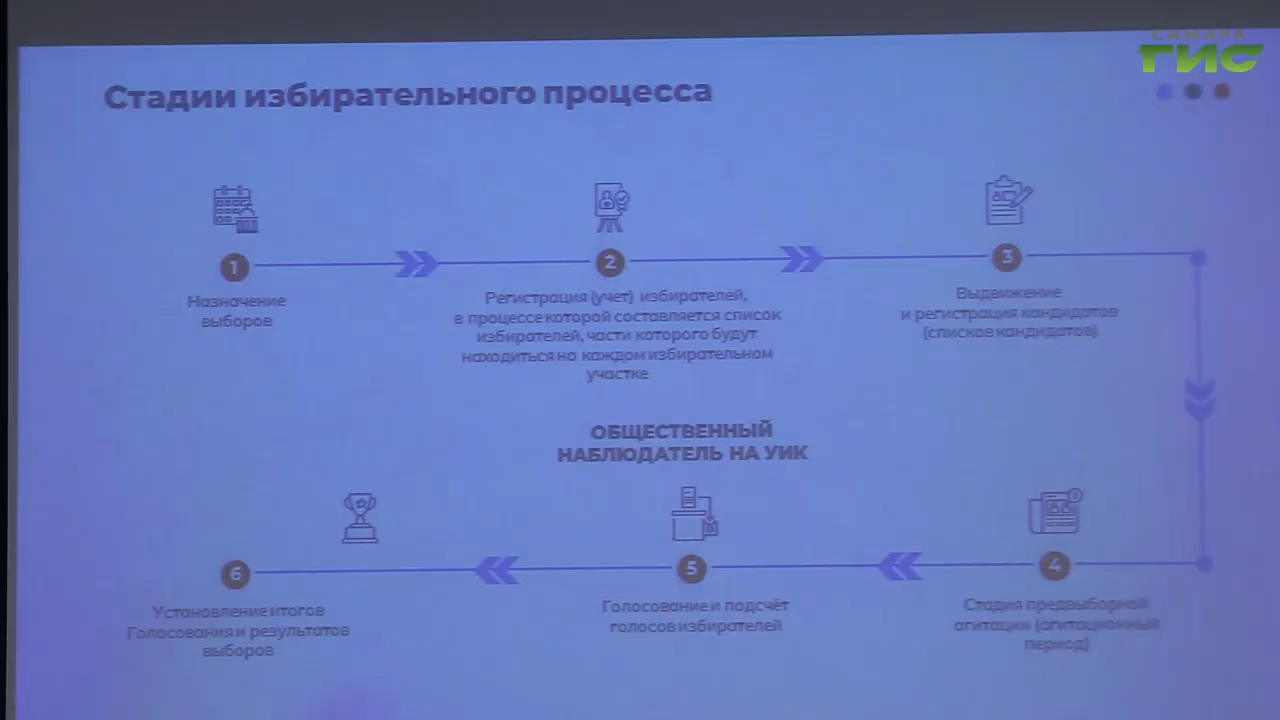 САМАРА
ГИС
Стадии избирательного процесса
1
Назначение
выборов
2
Регистрация (учет) избирателей,
в процессе которой составляется список
избирателей, части которого будут
находиться на каждом избирательном
участке
3
Выдвижение
и регистрация кандидатов
(списков кандидатов)
ОБЩЕСТВЕННЫЙ
НАБЛЮДАТЕЛЬ НА УИК
6
Установление итогов
Голосования и результатов
выборов
5
Голосование и подсчёт
голосов избирателей
4
Стадия предвыборной
агитации (агитационный
период)